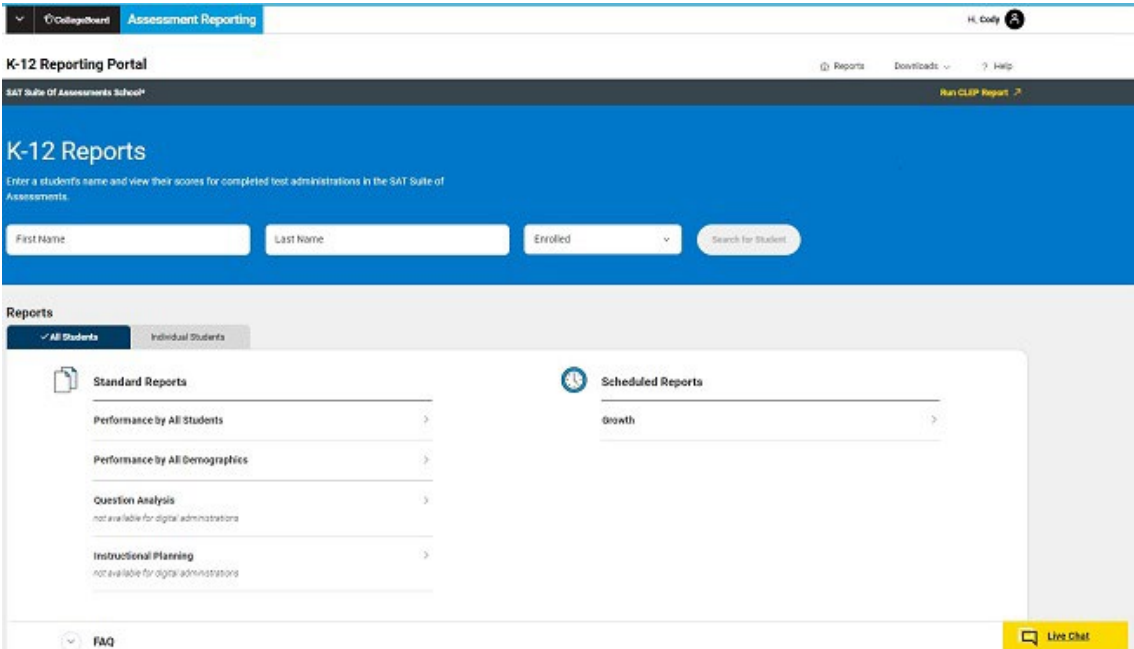 CollegeBoard
Assessment Reporting
Hi, Cody
K-12 Reporting Portal
Reports
Downloads
? Help
SAT Suite Of Assessments School*
Run CLEP Report
K-12 Reports
Enter a student's name and view their scores for completed test administrations in the SAT Suite of
Assessments.
First Name
Last Name
Enrolled
Search for Student
Reports
All Students
Individual Students
Standard Reports
Performance by All Students
Performance by All Demographics
Question Analysis
not available for digital administrations
Instructional Planning
not available for digital administrations
Scheduled Reports
Growth
FAQ
Live Chat